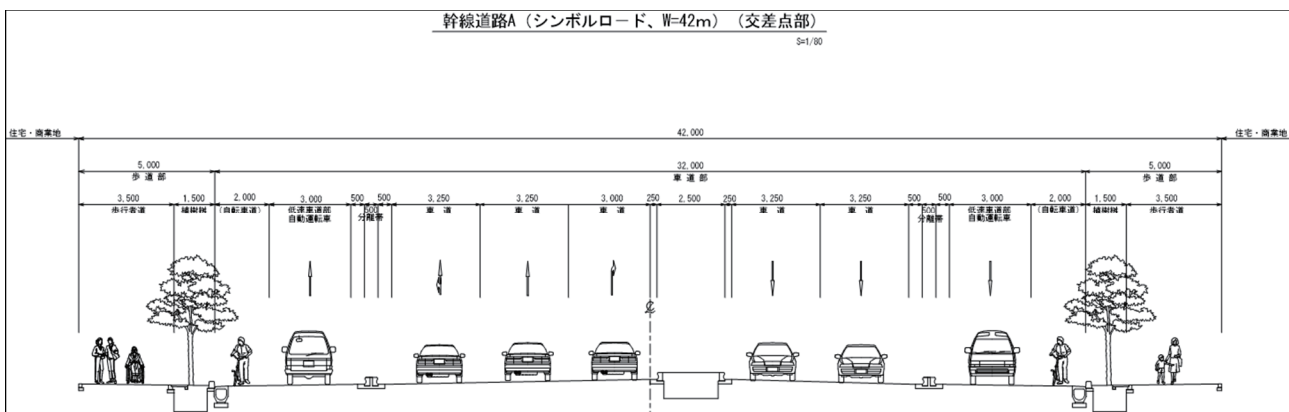 幹線道路A（シンボルロード、W=42m）（交差点部）
S=1/80
住宅・商業地 42,000 住宅・商業地
5,000 32,000 5,000
歩道部 車道部 歩道部
3,500 1,500 2,000 3,000 500 500 500 3,250 3,250 3,000 250 2,500 250 3,250 3,250 500 500 500 3,000 2,000 1,500 3,500
歩行者道 植樹桝 (自転車道) 低速車道部 分離帯 車道 車道 車道 車道 車道 分離帯 低速車道部 (自転車道) 植樹桝 歩行者道
自動運転車 自動運転車